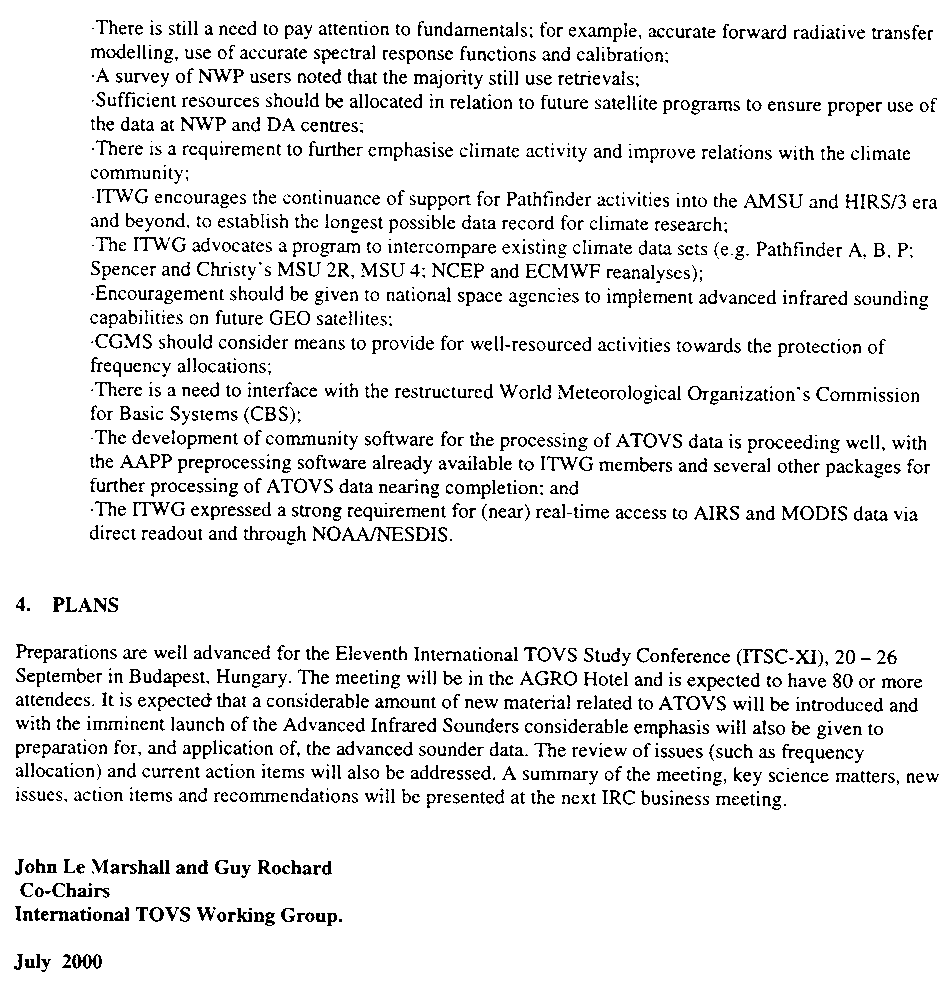 ·There is still a need to pay attention to fundamentals; for example, accurate forward radiative transfer
modelling, use of accurate spectral response functions and calibration;
·A survey of NWP users noted that the majority still use retrievals;
·Sufficient resources should be allocated in relation to future satellite programs to ensure proper use of
the data at NWP and DA centres;
·There is a requirement to further emphasise climate activity and improve relations with the climate
community;
·ITWG encourages the continuance of support for Pathfinder activities into the AMSU and HIRS/3 era
and beyond, to establish the longest possible data record for climate research;
·The ITWG advocates a program to intercompare existing climate data sets (e.g. Pathfinder A, B, P;
Spencer and Christy's MSU 2R, MSU 4; NCEP and ECMWF reanalyses);
·Encouragement should be given to national space agencies to implement advanced infrared sounding
capabilities on future GEO satellites;
·CGMS should consider means to provide for well-resourced activities towards the protection of
frequency allocations;
·There is a need to interface with the restructured World Meteorological Organization's Commission
for Basic Systems (CBS);
·The development of community software for the processing of ATOVS data is proceeding well, with
the AAPP preprocessing software already available to ITWG members and several other packages for
further processing of ATOVS data nearing completion; and
·The ITWG expressed a strong requirement for (near) real-time access to AIRS and MODIS data via
direct readout and through NOAA/NESDIS.
4. PLANS
Preparations are well advanced for the Eleventh International TOVS Study Conference (ITSC-XI), 20 – 26
September in Budapest, Hungary. The meeting will be in the AGRO Hotel and is expected to have 80 or more
attendees. It is expected that a considerable amount of new material related to ATOVS will be introduced and
with the imminent launch of the Advanced Infrared Sounders considerable emphasis will also be given to
preparation for, and application of, the advanced sounder data. The review of issues (such as frequency
allocation) and current action items will also be addressed. A summary of the meeting, key science matters, new
issues, action items and recommendations will be presented at the next IRC business meeting.
John Le Marshall and Guy Rochard
Co-Chairs
International TOVS Working Group.
July 2000